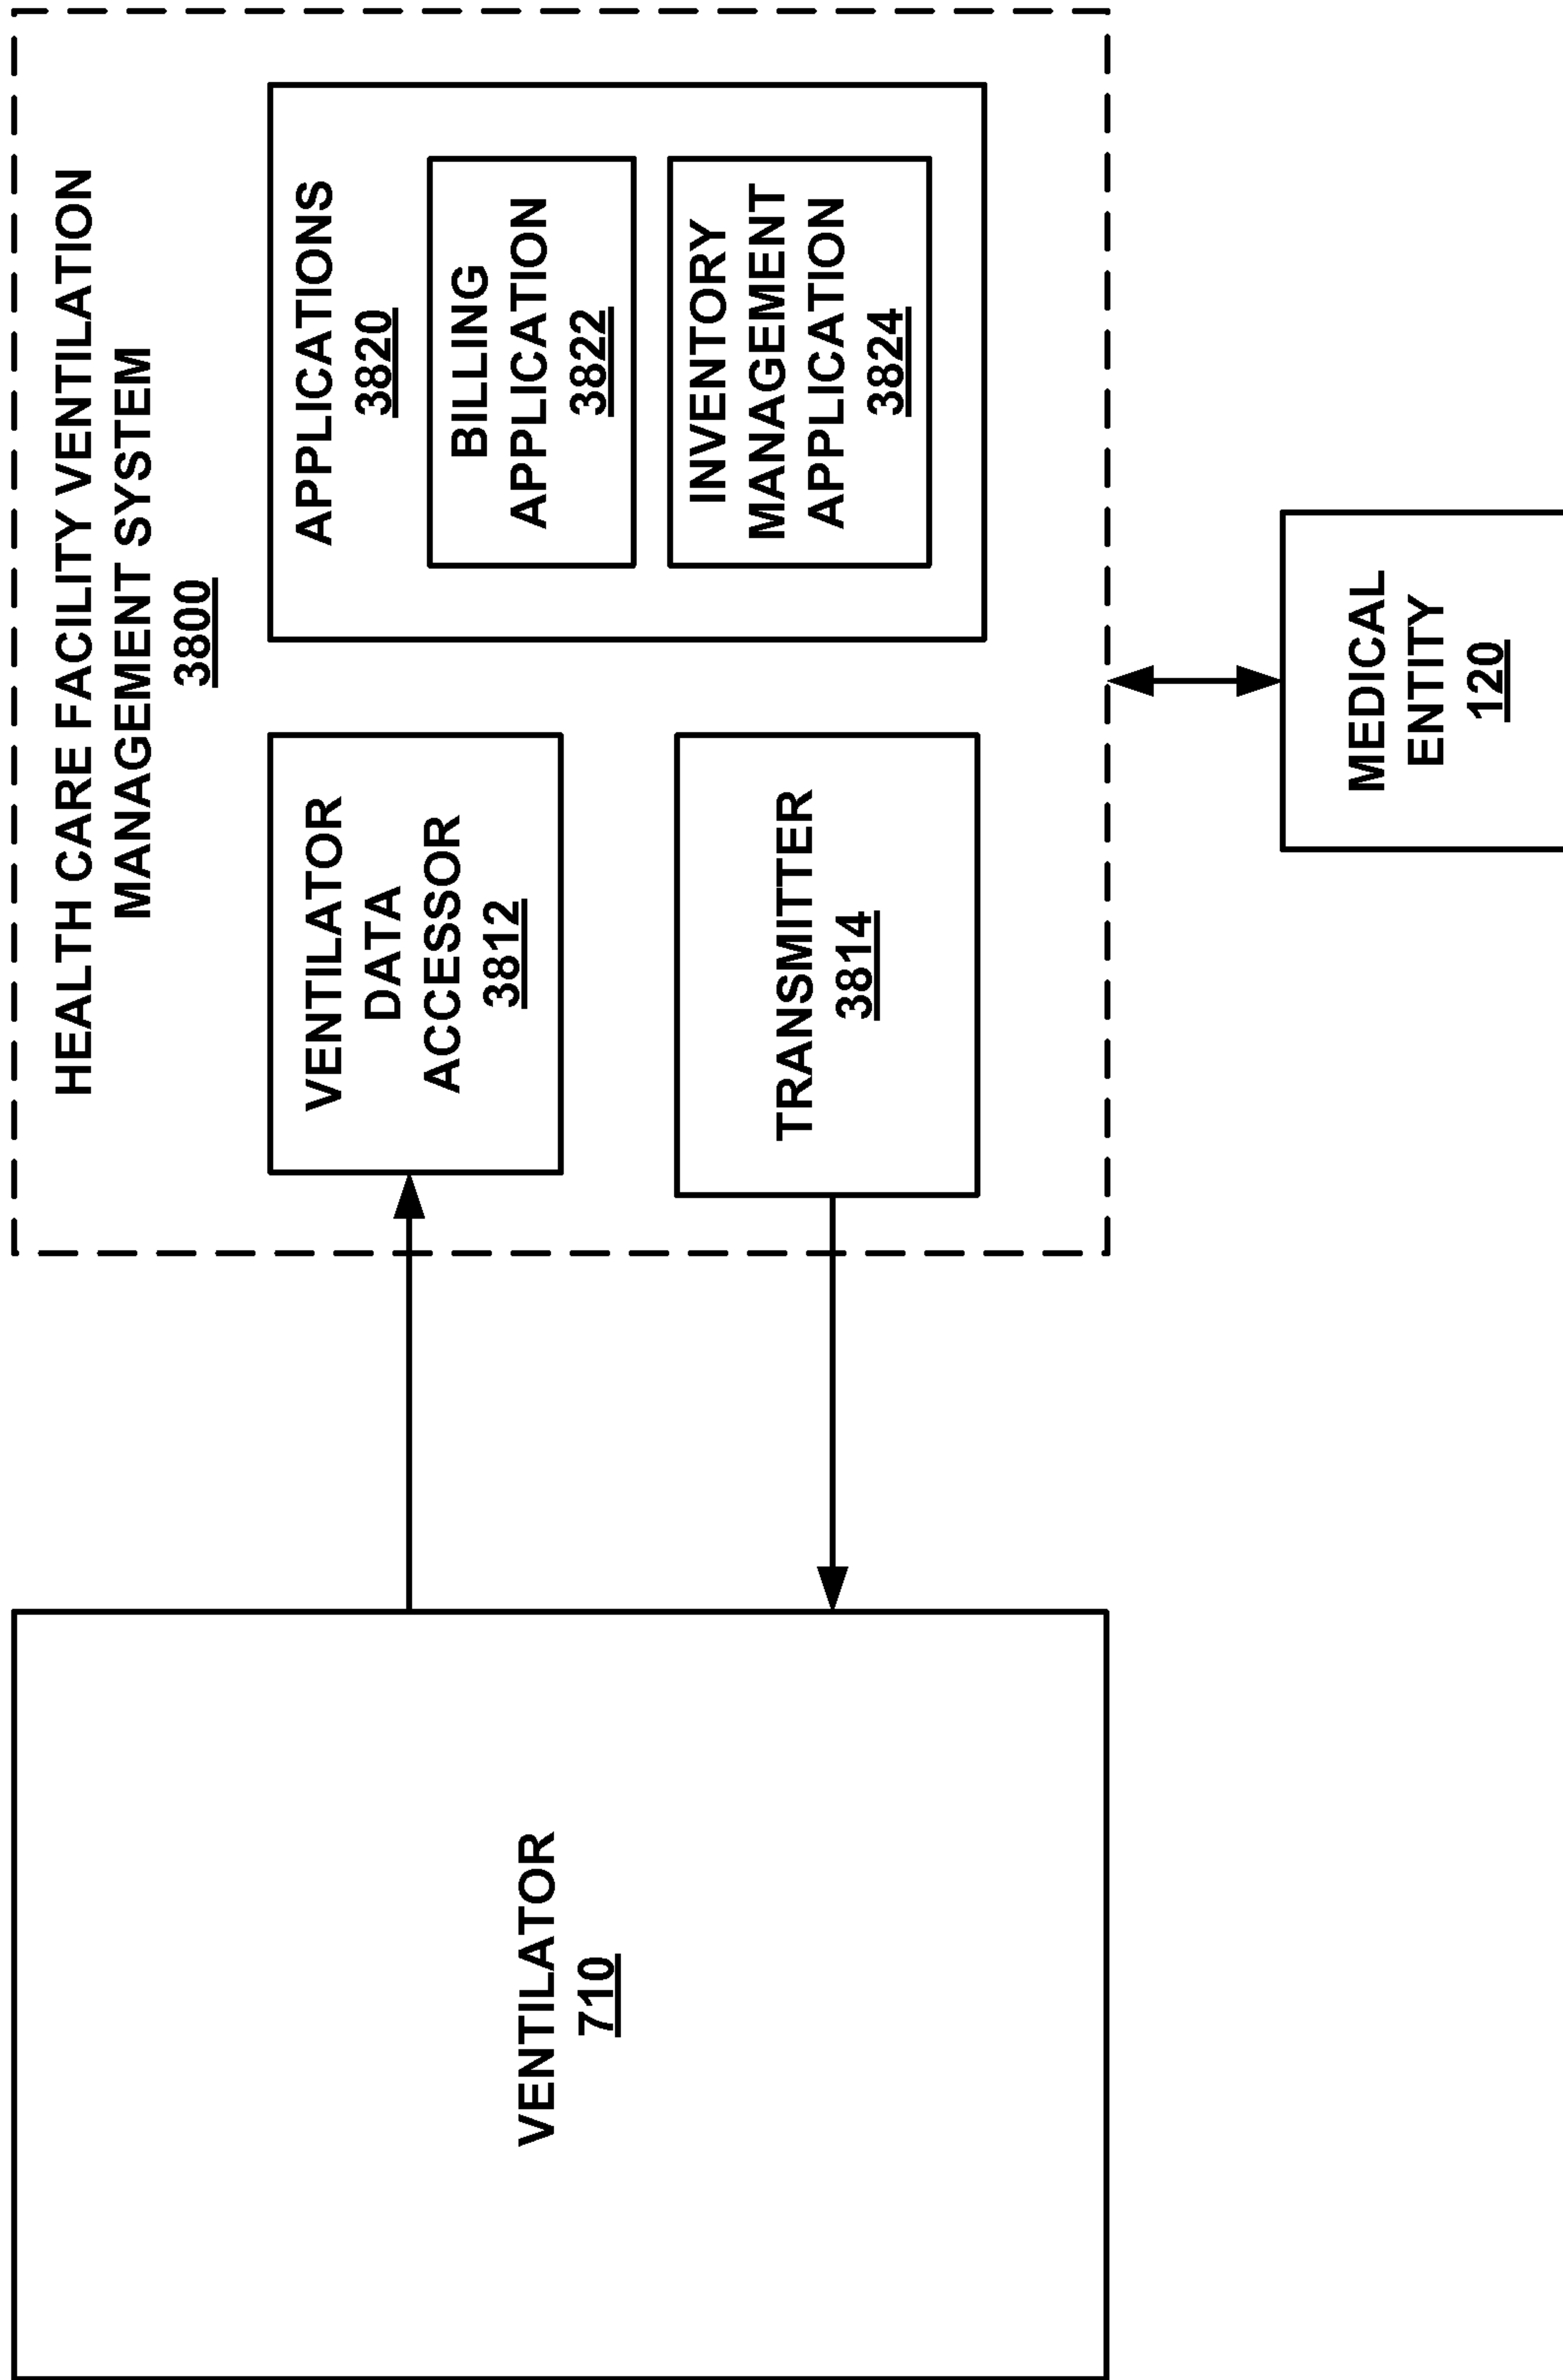 HEALTH CARE FACILITY VENTILATION
MANAGEMENT SYSTEM
3800
VENTILATOR
710
VENTILATOR
DATA
ACCESSOR
3812
TRANSMITTER
3814
APPLICATIONS
3820
BILLING
APPLICATION
3822
INVENTORY
MANAGEMENT
APPLICATION
3824
MEDICAL
ENTITY
120